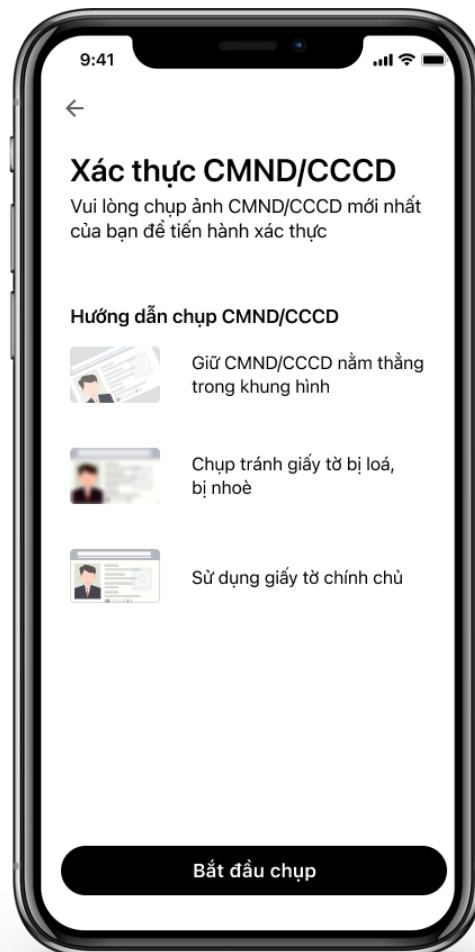 9:41
Xác thực CMND/CCCD
Vui lòng chụp ảnh CMND/CCCD mới nhất
của bạn để tiến hành xác thực
Hướng dẫn chụp CMND/CCCD
Giữ CMND/CCCD nằm thẳng
trong khung hình
Chụp tránh giấy tờ bị loá,
bị nhoè
Sử dụng giấy tờ chính chủ
Bắt đầu chụp